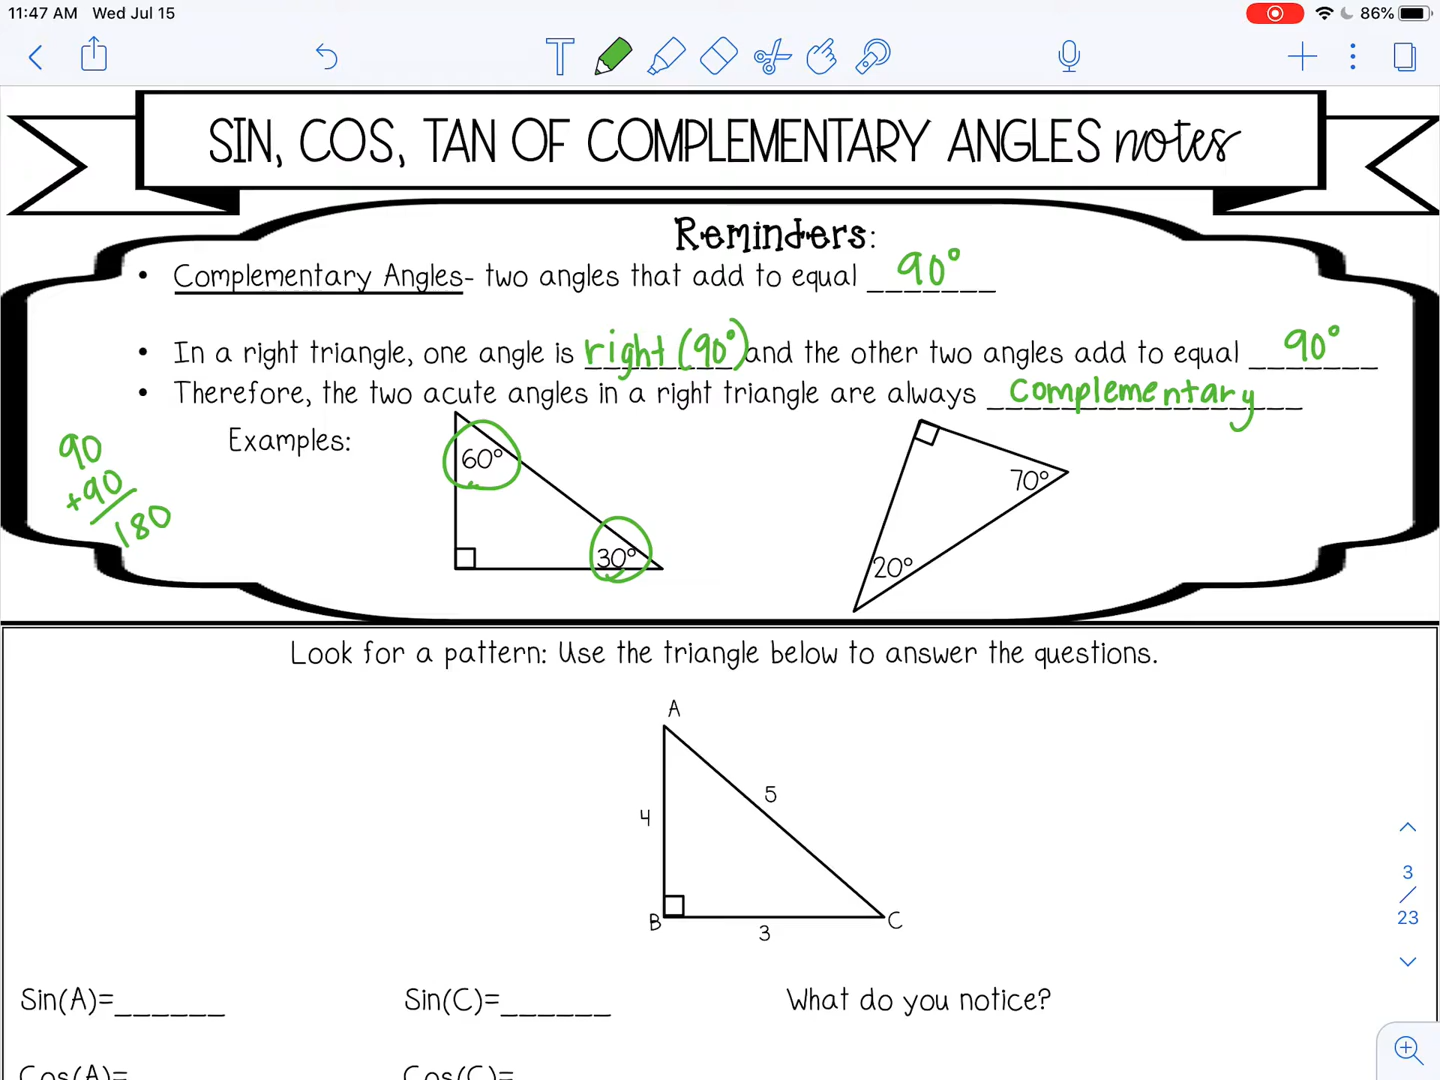 11:47 AM Wed Jul 15
86%
SIN, COS, TAN OF COMPLEMENTARY ANGLES notes
Reminders:
• Complementary Angles- two angles that add to equal 90°
• In a right triangle, one angle is right (90°) and the other two angles add to equal 90°
• Therefore, the two acute angles in a right triangle are always complementary
Examples:
90
+90
180
60°
30°
70°
20°
Look for a pattern: Use the triangle below to answer the questions.
A
5
4
B
C
3
3
/
23
Sin(A)=______ Sin(C)=______ What do you notice?
Cos(A)= Cos(C)=